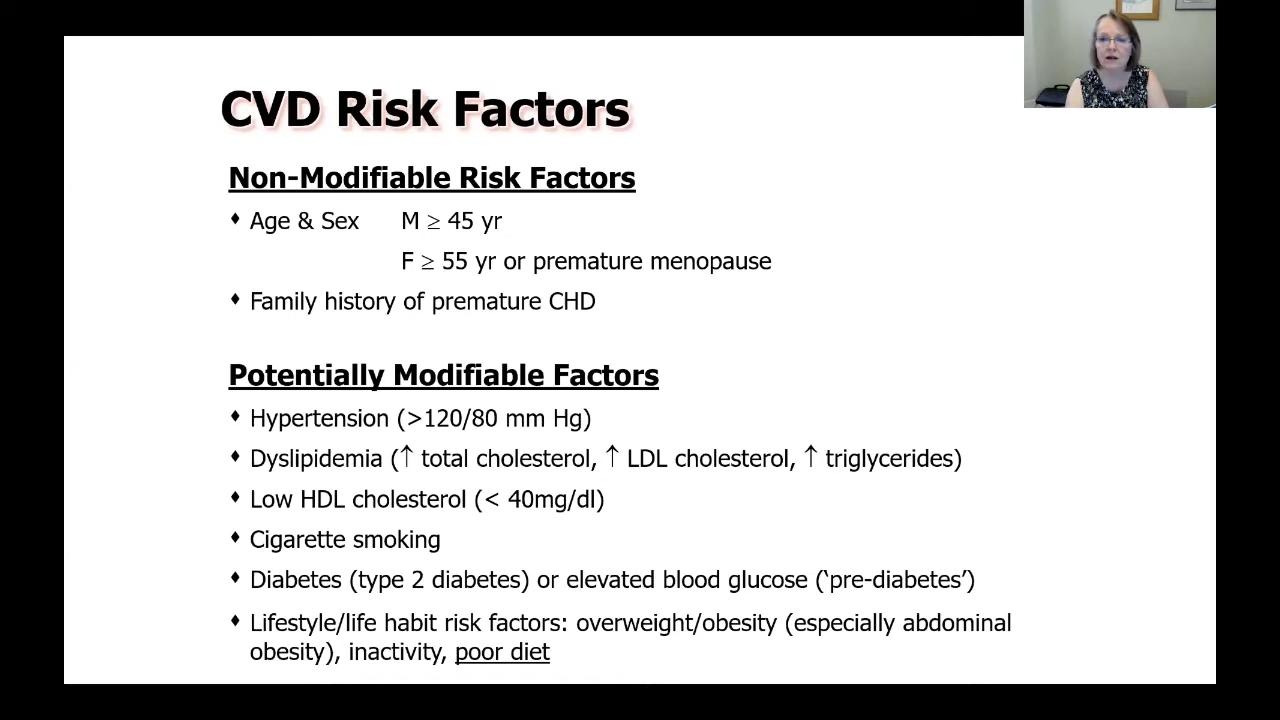 CVD Risk Factors
Non-Modifiable Risk Factors
♦ Age & Sex M ≥ 45 yr
F ≥ 55 yr or premature menopause
♦ Family history of premature CHD
Potentially Modifiable Factors
♦ Hypertension (>120/80 mm Hg)
♦ Dyslipidemia (↑ total cholesterol, ↑ LDL cholesterol, ↑ triglycerides)
♦ Low HDL cholesterol (< 40mg/dl)
♦ Cigarette smoking
♦ Diabetes (type 2 diabetes) or elevated blood glucose (‘pre-diabetes’)
♦ Lifestyle/life habit risk factors: overweight/obesity (especially abdominal
obesity), inactivity, poor diet